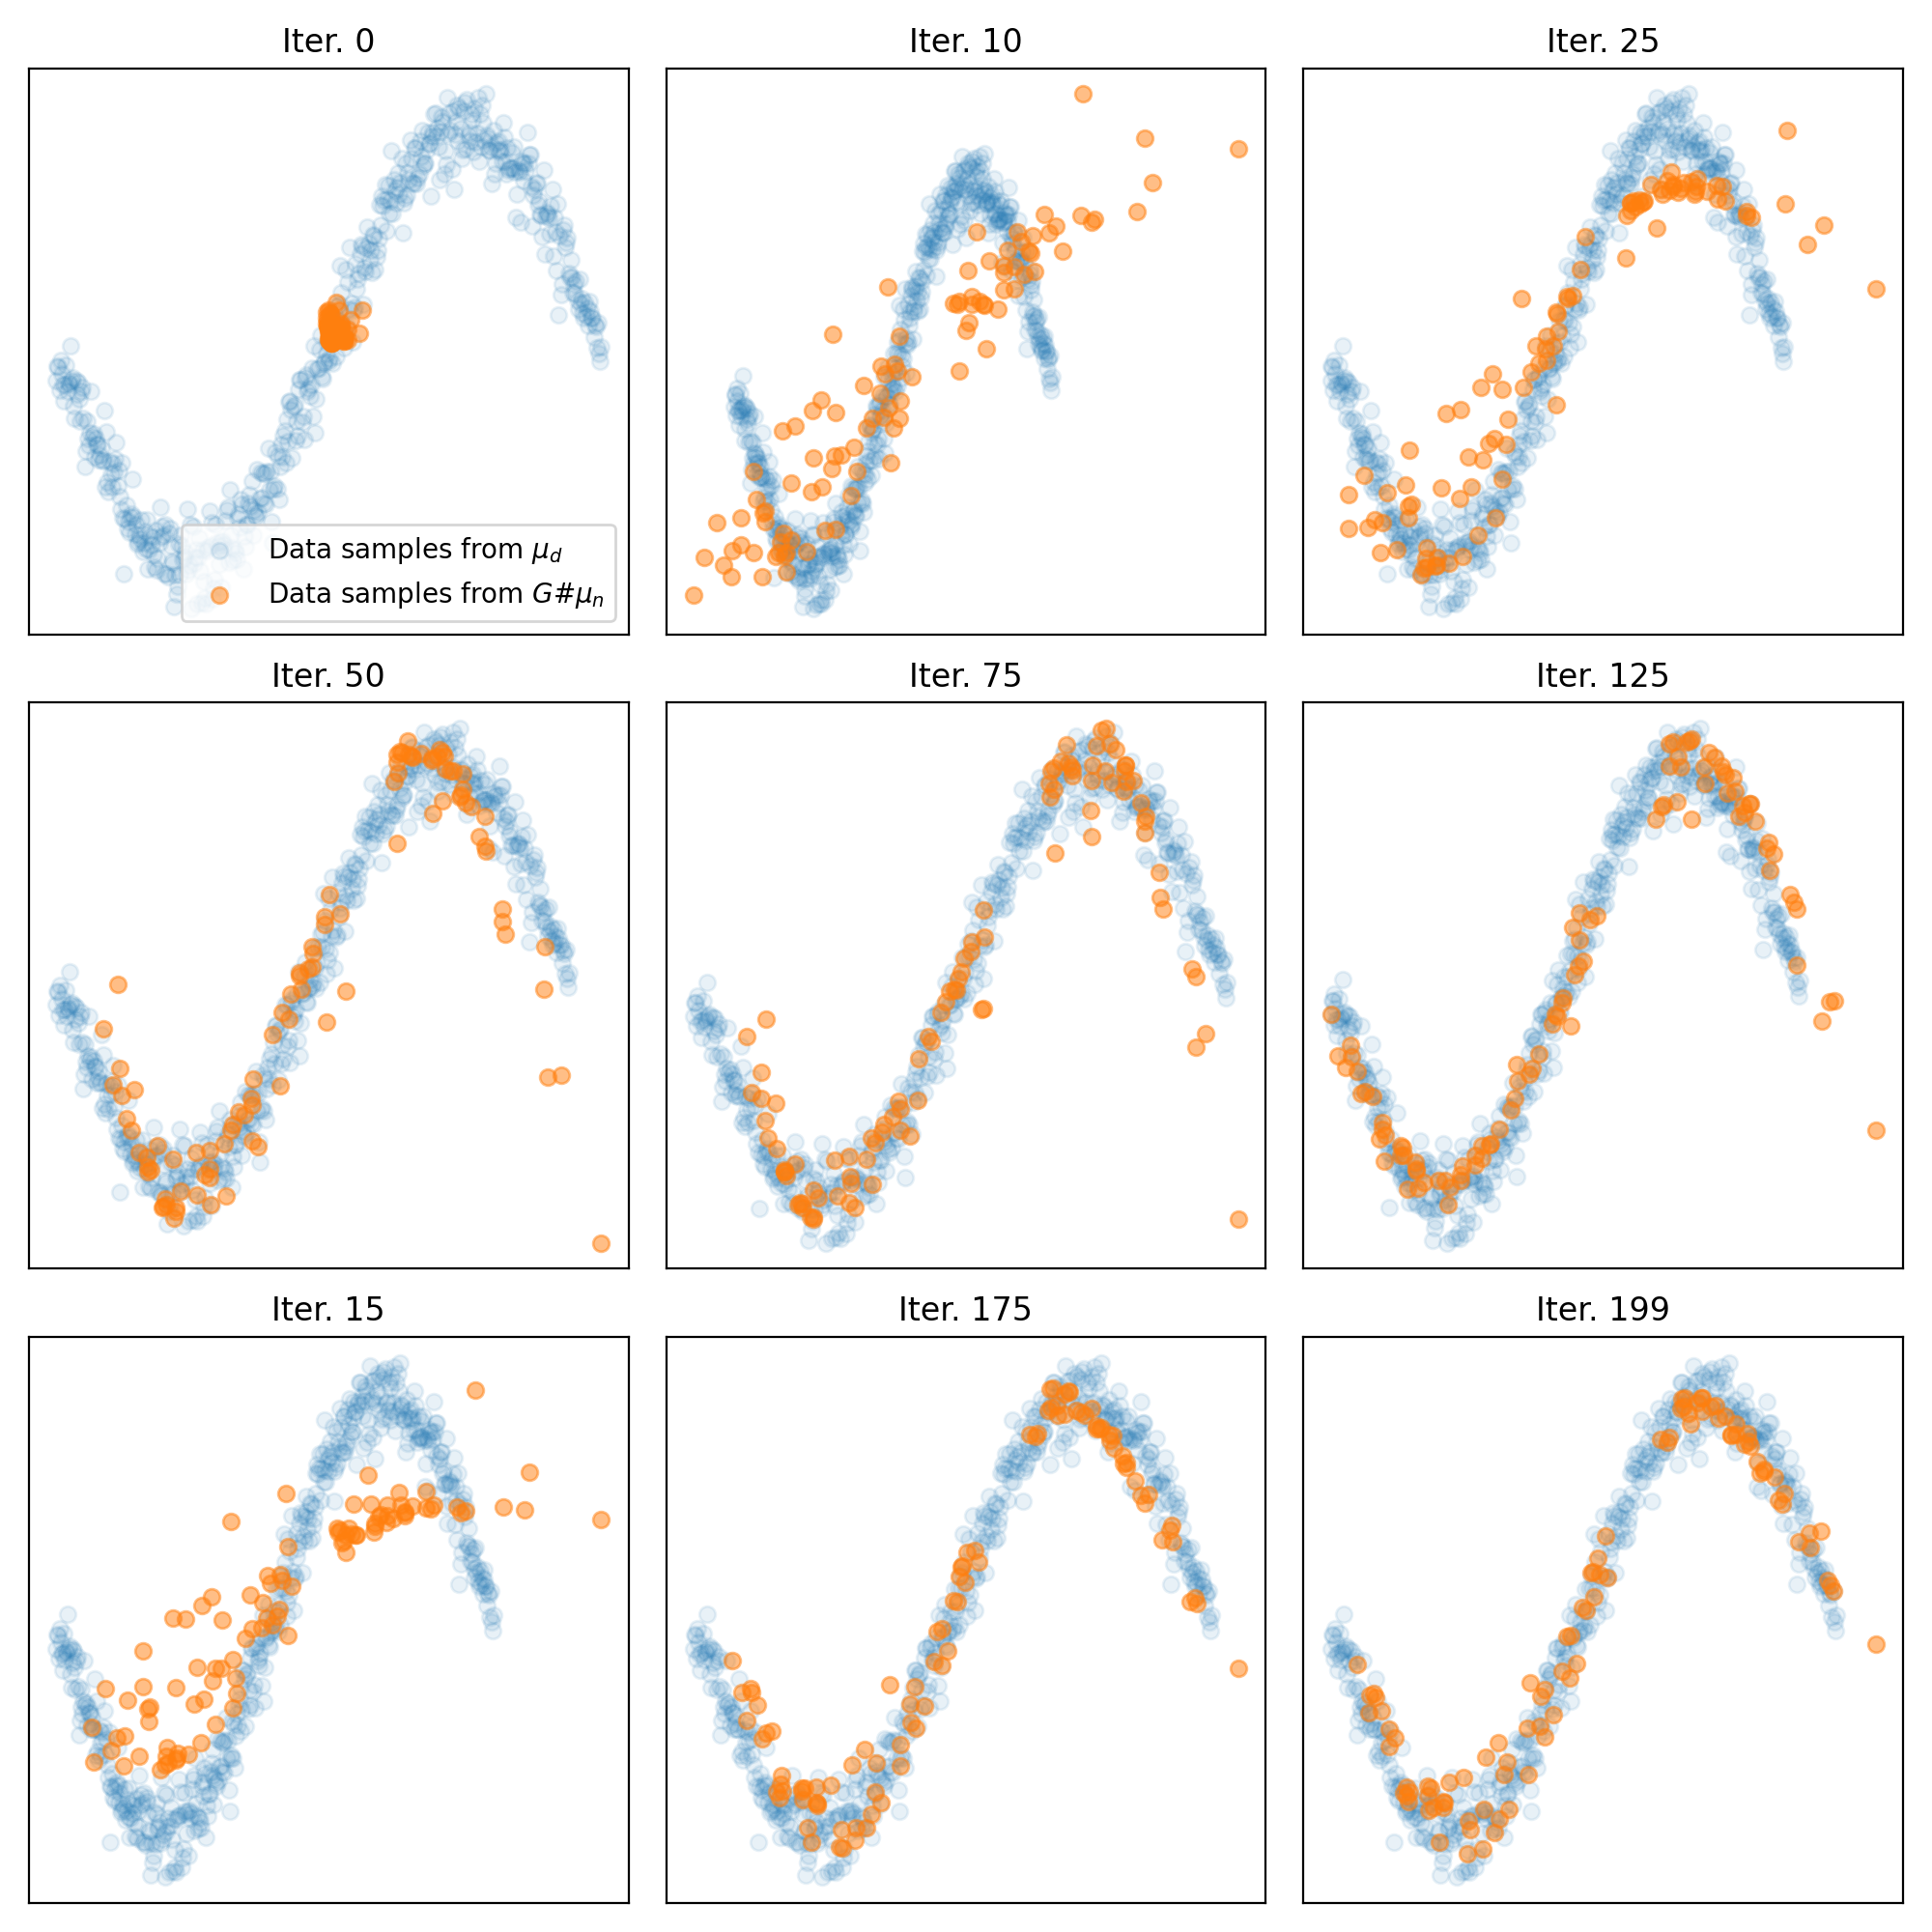 Iter. 0
Iter. 10
Iter. 25
Data samples from μd
Data samples from G#μn
Iter. 50
Iter. 75
Iter. 125
Iter. 15
Iter. 175
Iter. 199